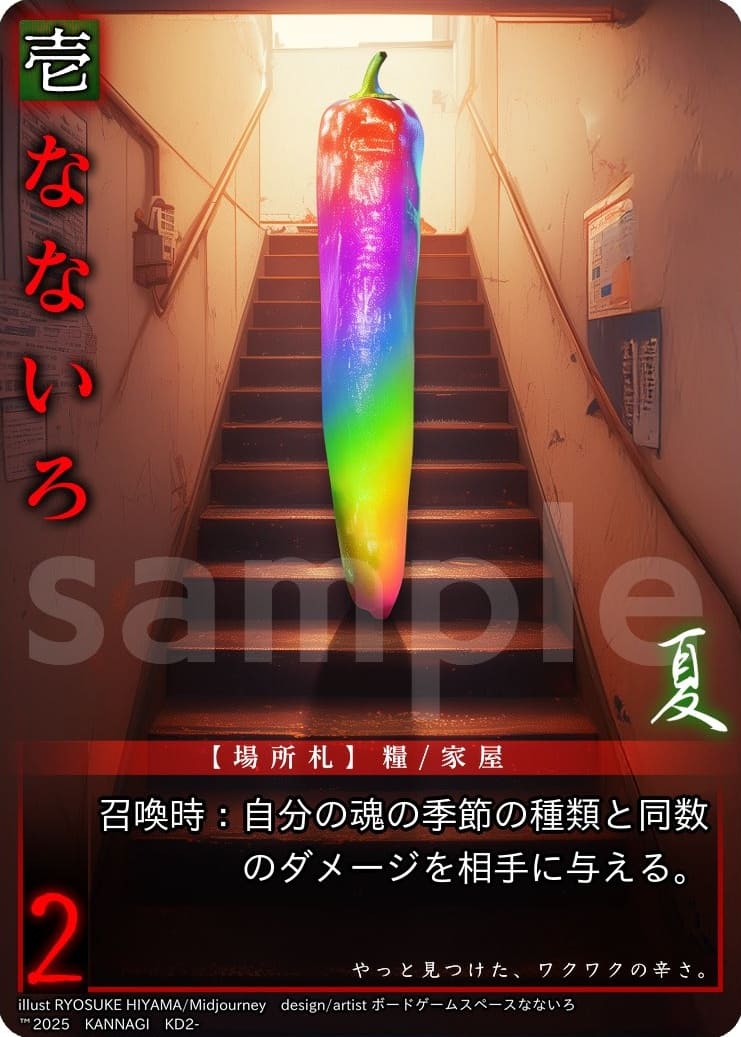 壱
なないろ
sample
夏
【場所札】糧/家屋
召喚時：自分の魂の季節の種類と同数
のダメージを相手に与える。
2
やっと見つけた、ワクワクの辛さ。
illust RYOSUKE HIYAMA/Midjourney design/artist ボードゲームスペースなないろ
™2025 KANNAGI KD2-